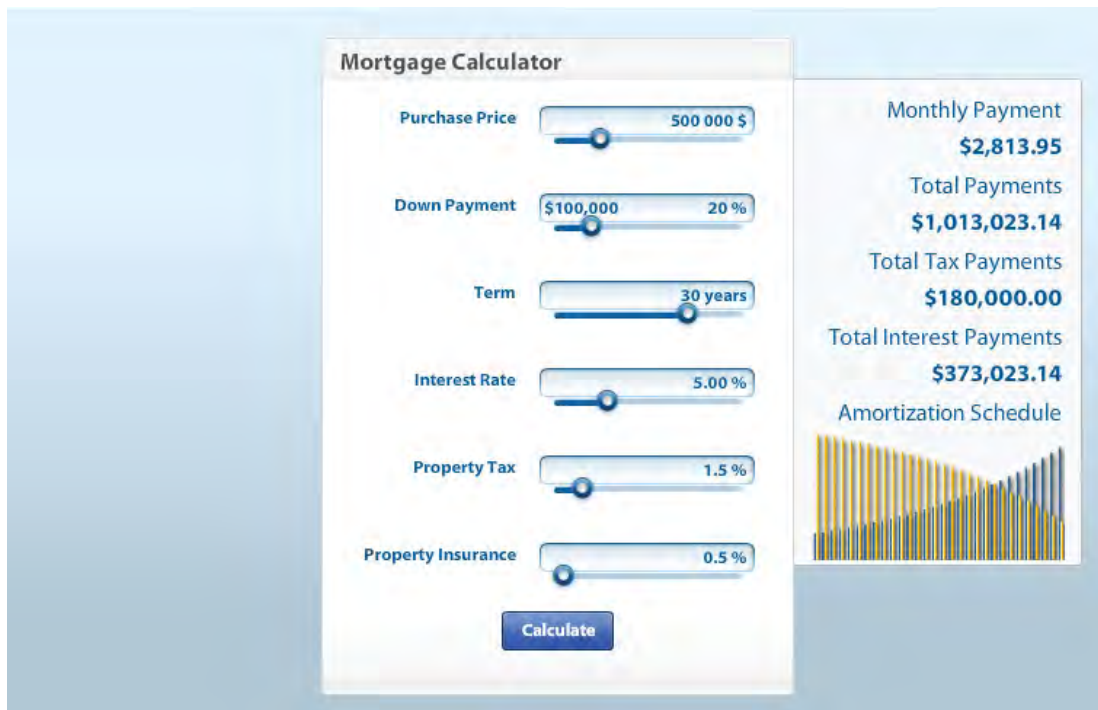 Mortgage Calculator
Purchase Price 500 000 $
Down Payment $100,000 20 %
Term 30 years
Interest Rate 5.00 %
Property Tax 1.5 %
Property Insurance 0.5 %
Calculate
Monthly Payment
$2,813.95
Total Payments
$1,013,023.14
Total Tax Payments
$180,000.00
Total Interest Payments
$373,023.14
Amortization Schedule